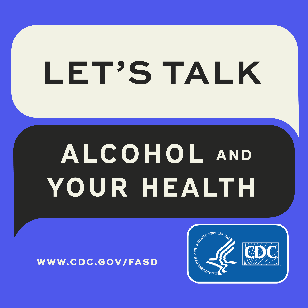 LET'S TALK
ALCOHOL AND
YOUR HEALTH
WWW.CDC.GOV/FASD
CDC